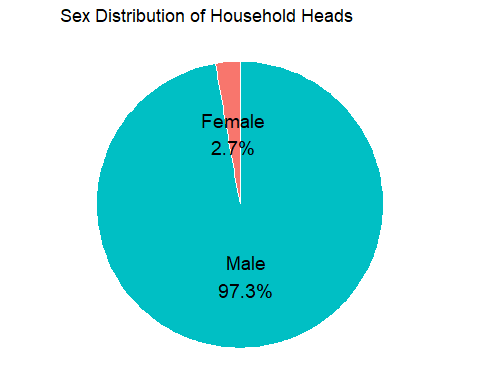 Sex Distribution of Household Heads
Female
2.7%
Male
97.3%